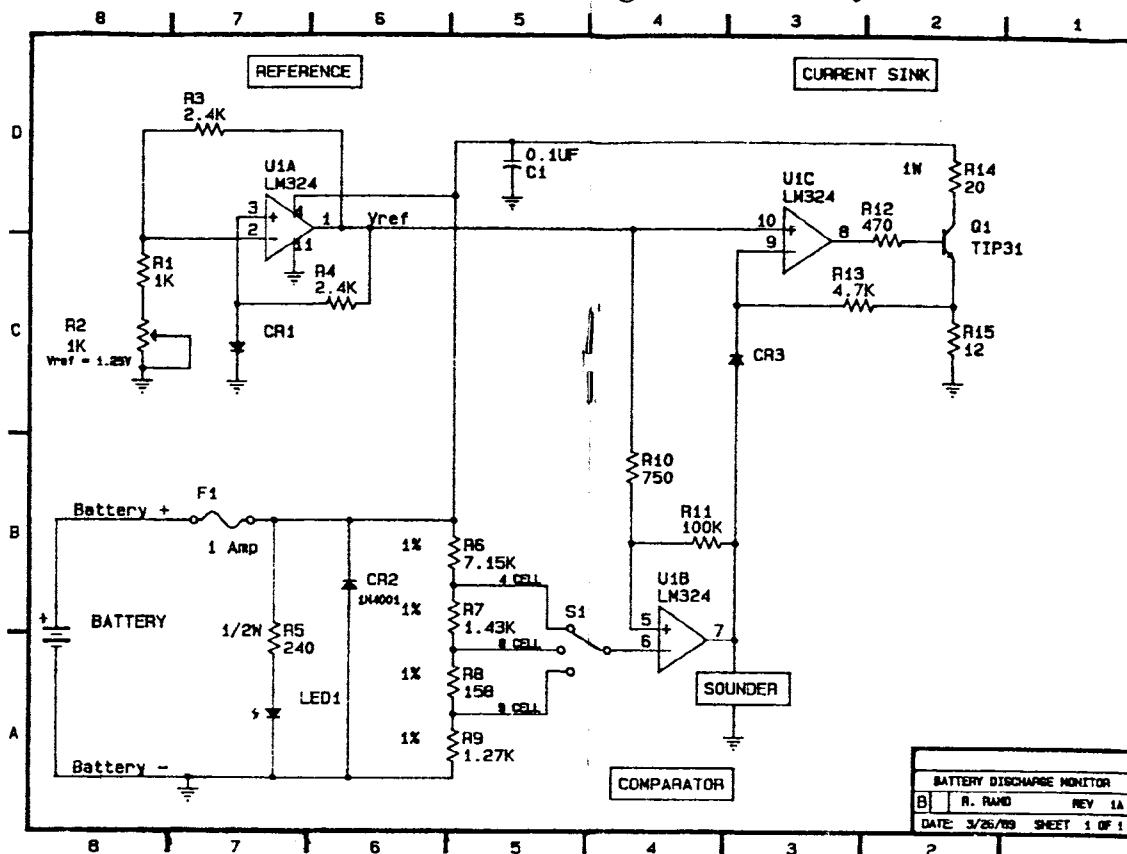 8 7 6 5 4 3 2 1
REFERENCE
CURRENT SINK
D
C
B
A
R3
2.4K
U1A
LM324
3
+
2
-
4
11
1
Vref
R1
1K
R2
1K
Vref = 1.25V
R4
2.4K
CR1
0.1UF
C1
U1C
LM324
10
+
9
-
8
R12
470
1W
R14
20
Q1
TIP31
R13
4.7K
R15
12
CR3
R10
750
R11
100K
U1B
LM324
5
+
6
-
7
SOUNDER
COMPARATOR
Battery +
F1
1 Amp
+
BATTERY
1/2W
R5
240
LED1
CR2
1N4001
Battery -
1%
R6
7.15K
4 CELL
1%
R7
1.43K
1%
R8
158
1%
R9
1.27K
S1
BATTERY DISCHARGE MONITOR
B R. RAND REV 1A
DATE: 3/26/89 SHEET 1 OF 1
8 7 6 5 4 3 2